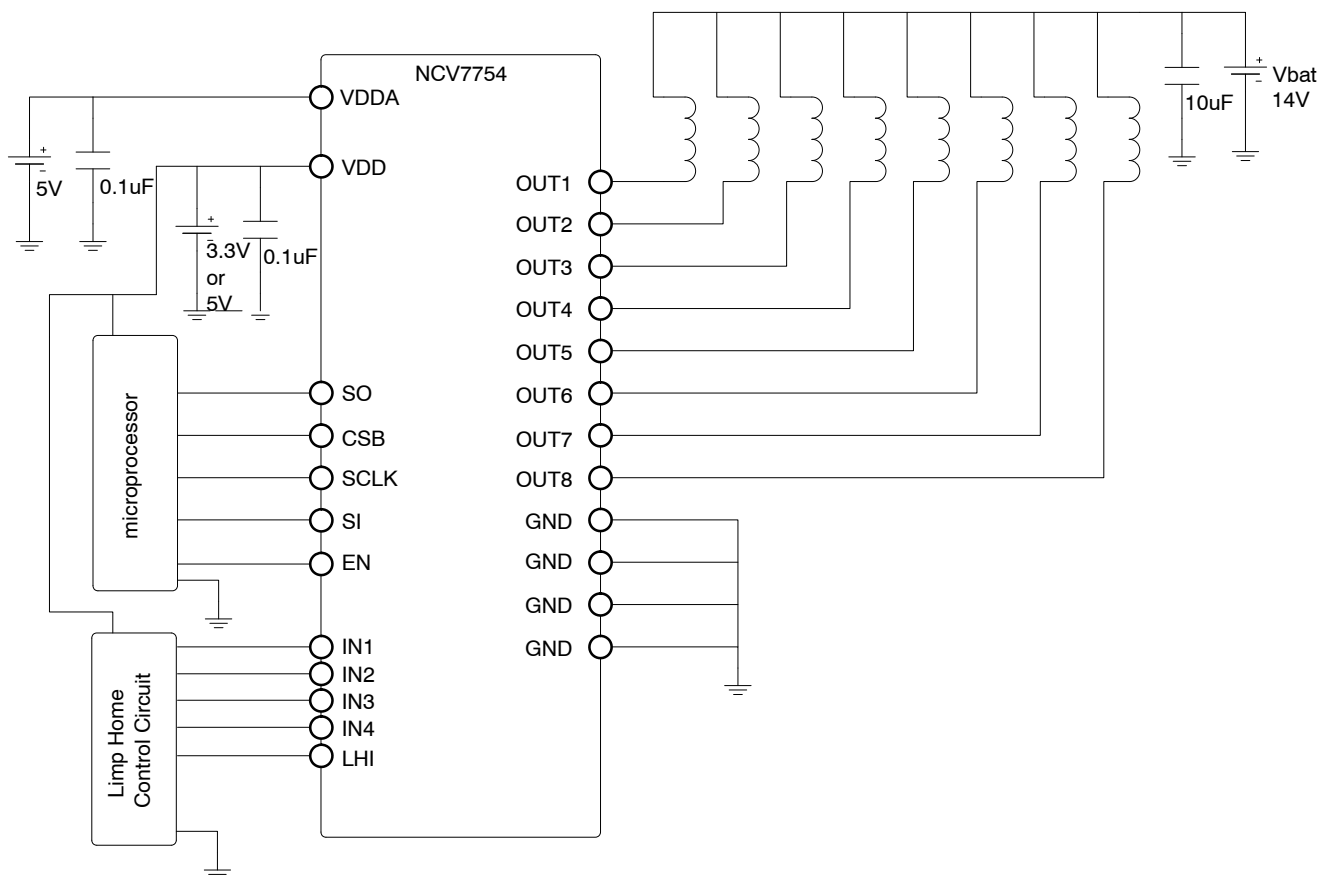 NCV7754
VDDA
5V
0.1uF
VDD
3.3V
or
5V
0.1uF
microprocessor
SO
CSB
SCLK
SI
EN
Limp Home
Control Circuit
IN1
IN2
IN3
IN4
LHI
OUT1
OUT2
OUT3
OUT4
OUT5
OUT6
OUT7
OUT8
GND
GND
GND
GND
10uF
Vbat
14V